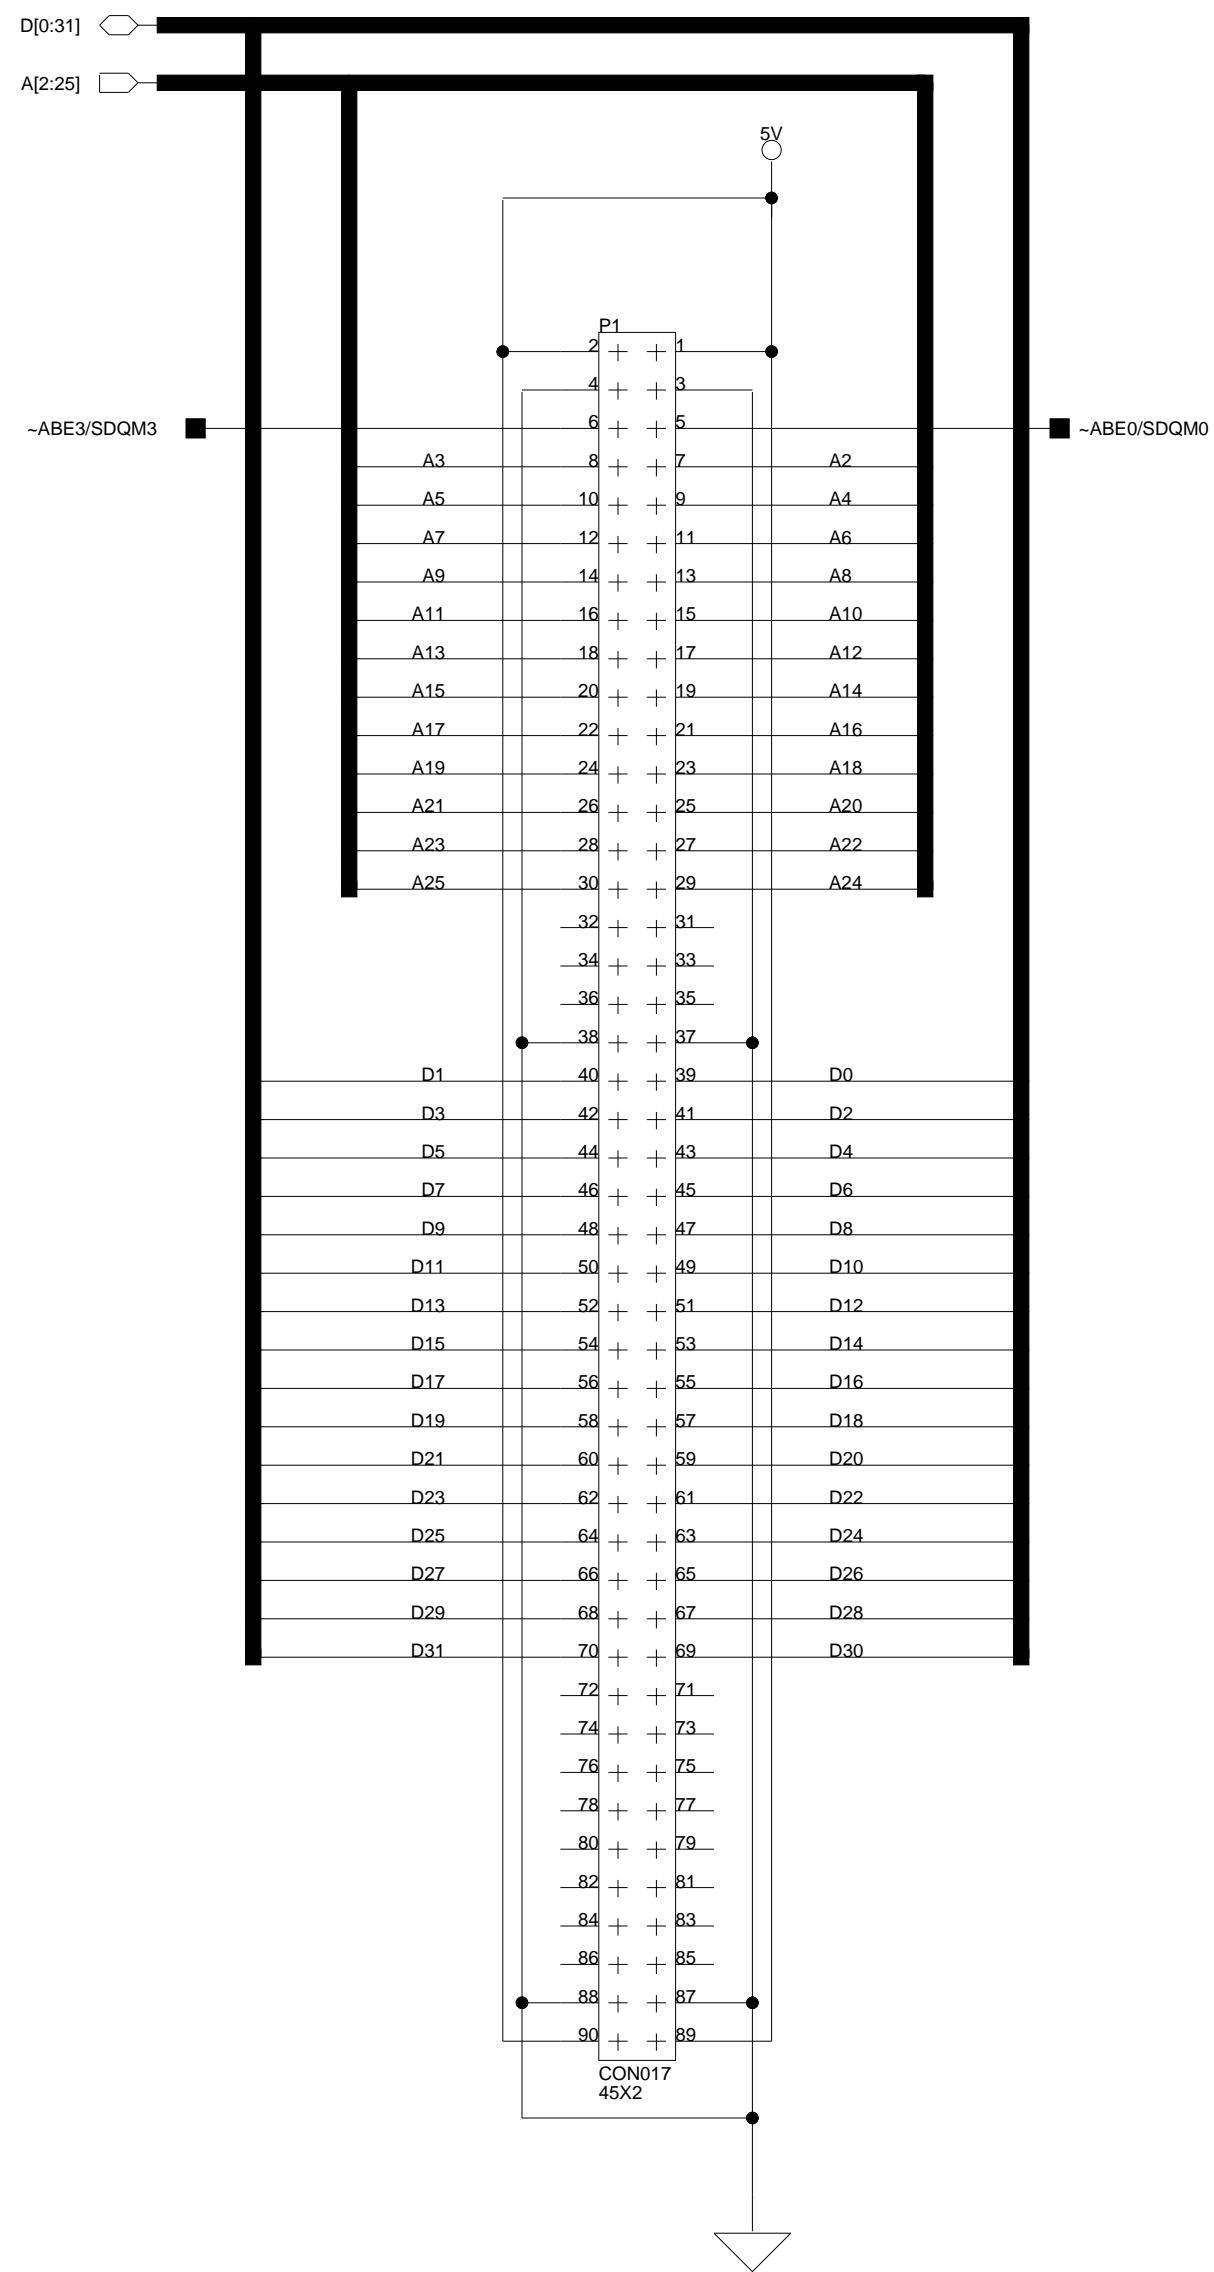 D[0:31]
A[2:25]
5V
P1
2 1
4 3
~ABE3/SDQM3 6 5 ~ABE0/SDQM0
A3 8 7 A2
A5 10 9 A4
A7 12 11 A6
A9 14 13 A8
A11 16 15 A10
A13 18 17 A12
A15 20 19 A14
A17 22 21 A16
A19 24 23 A18
A21 26 25 A20
A23 28 27 A22
A25 30 29 A24
32 31
34 33
36 35
38 37
D1 40 39 D0
D3 42 41 D2
D5 44 43 D4
D7 46 45 D6
D9 48 47 D8
D11 50 49 D10
D13 52 51 D12
D15 54 53 D14
D17 56 55 D16
D19 58 57 D18
D21 60 59 D20
D23 62 61 D22
D25 64 63 D24
D27 66 65 D26
D29 68 67 D28
D31 70 69 D30
72 71
74 73
76 75
78 77
80 79
82 81
84 83
86 85
88 87
90 89
CON017
45X2